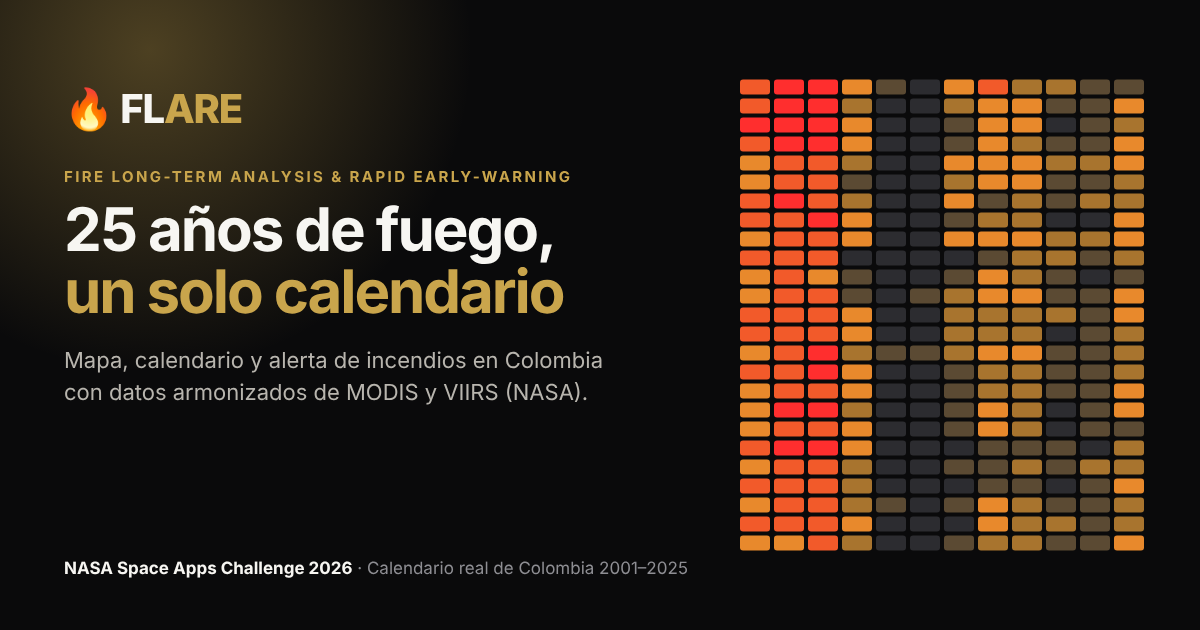 FLARE
FIRE LONG-TERM ANALYSIS & RAPID EARLY-WARNING
25 años de fuego,
un solo calendario
Mapa, calendario y alerta de incendios en Colombia
con datos armonizados de MODIS y VIIRS (NASA).
NASA Space Apps Challenge 2026 · Calendario real de Colombia 2001–2025